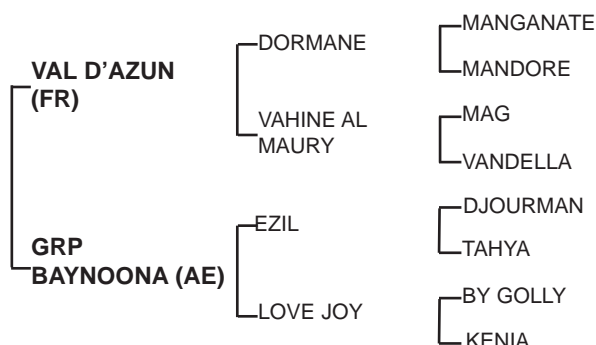 MANGANATE
DORMANE
MANDORE
VAL D’AZUN
(FR)
MAG
VAHINE AL
MAURY
VANDELLA
DJOURMAN
EZIL
TAHYA
GRP
BAYNOONA (AE)
BY GOLLY
LOVE JOY
KENIA